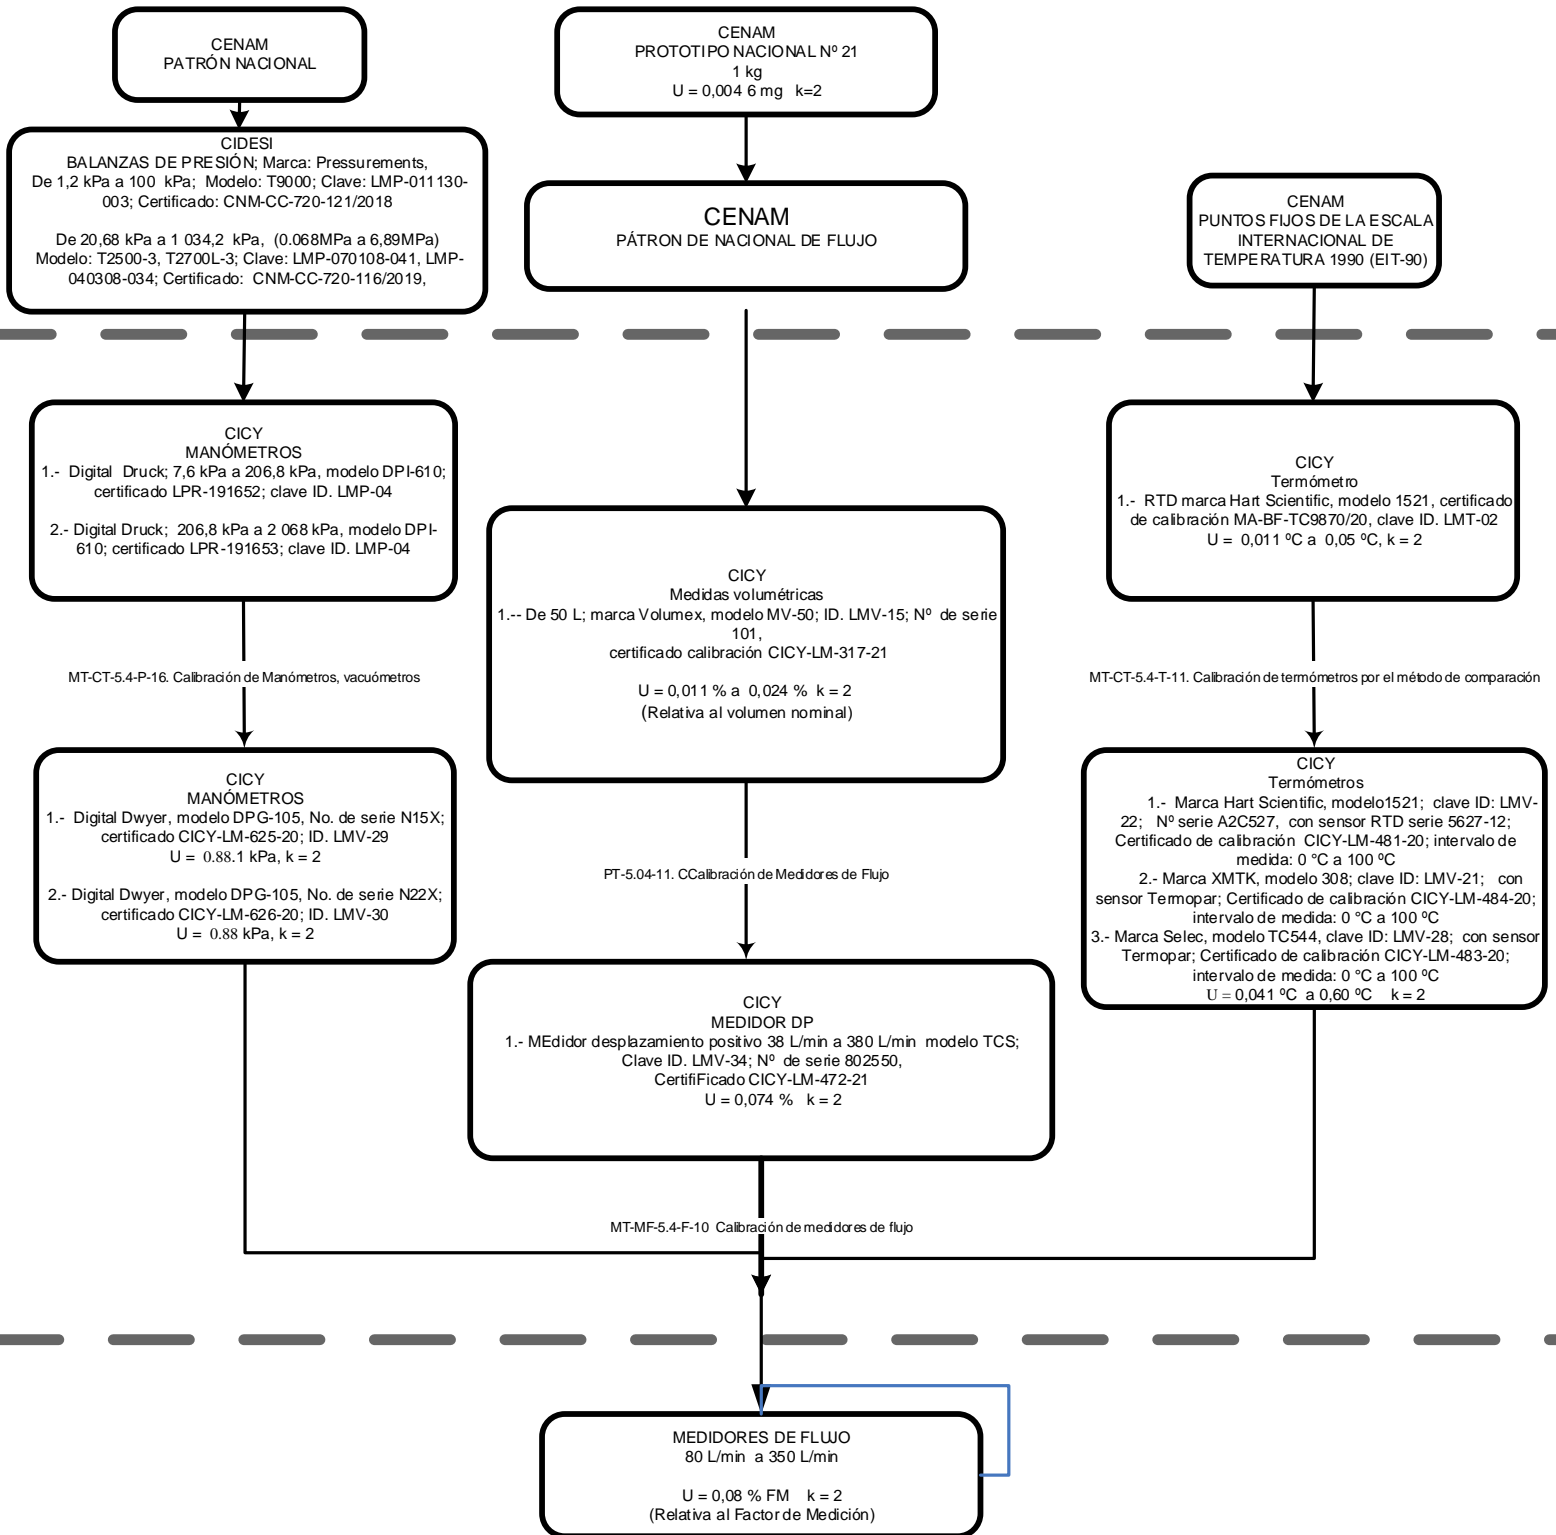 CENAM
PATRÓN NACIONAL
CENAM
PROTOTIPO NACIONAL Nº 21
1 kg
U = 0,004 6 mg k=2
CIDESI
BALANZAS DE PRESIÓN; Marca: Pressurements,
De 1,2 kPa a 100 kPa; Modelo: T9000; Clave: LMP-011130-
003; Certificado: CNM-CC-720-121/2018
De 20,68 kPa a 1 034,2 kPa, (0.068MPa a 6,89MPa)
Modelo: T2500-3, T2700L-3; Clave: LMP-070108-041, LMP-
040308-034; Certificado: CNM-CC-720-116/2019,
CENAM
PÁTRON DE NACIONAL DE FLUJO
CENAM
PUNTOS FIJOS DE LA ESCALA
INTERNACIONAL DE
TEMPERATURA 1990 (EIT-90)
CICY
MANÓMETROS
1.- Digital Druck; 7,6 kPa a 206,8 kPa, modelo DPI-610;
certificado LPR-191652; clave ID. LMP-04
2.- Digital Druck; 206,8 kPa a 2 068 kPa, modelo DPI-
610; certificado LPR-191653; clave ID. LMP-04
CICY
Medidas volumétricas
1.-- De 50 L; marca Volumex, modelo MV-50; ID. LMV-15; Nº de serie
101,
certificado calibración CICY-LM-317-21
U = 0,011 % a 0,024 % k = 2
(Relativa al volumen nominal)
CICY
Termómetro
1.- RTD marca Hart Scientific, modelo 1521, certificado
de calibración MA-BF-TC9870/20, clave ID. LMT-02
U = 0,011 ºC a 0,05 ºC, k = 2
MT-CT-5.4-P-16. Calibración de Manómetros, vacuómetros
MT-CT-5.4-T-11. Calibración de termómetros por el método de comparación
CICY
MANÓMETROS
1.- Digital Dwyer, modelo DPG-105, No. de serie N15X;
certificado CICY-LM-625-20; ID. LMV-29
U = 0.88.1 kPa, k = 2
2.- Digital Dwyer, modelo DPG-105, No. de serie N22X;
certificado CICY-LM-626-20; ID. LMV-30
U = 0.88 kPa, k = 2
PT-5.04-11. CCalibración de Medidores de Flujo
CICY
Termómetros
1.- Marca Hart Scientific, modelo1521; clave ID: LMV-
22; Nº serie A2C527, con sensor RTD serie 5627-12;
Certificado de calibración CICY-LM-481-20; intervalo de
medida: 0 °C a 100 ºC
2.- Marca XMTK, modelo 308; clave ID: LMV-21; con
sensor Termopar; Certificado de calibración CICY-LM-484-20;
intervalo de medida: 0 °C a 100 ºC
3.- Marca Selec, modelo TC544, clave ID: LMV-28; con sensor
Termopar; Certificado de calibración CICY-LM-483-20;
intervalo de medida: 0 °C a 100 ºC
U = 0,041 ºC a 0,60 ºC k = 2
CICY
MEDIDOR DP
1.- MEdidor desplazamiento positivo 38 L/min a 380 L/min modelo TCS;
Clave ID. LMV-34; Nº de serie 802550,
CertifiFicado CICY-LM-472-21
U = 0,074 % k = 2
MT-MF-5.4-F-10 Calibración de medidores de flujo
MEDIDORES DE FLUJO
80 L/min a 350 L/min
U = 0,08 % FM k = 2
(Relativa al Factor de Medición)